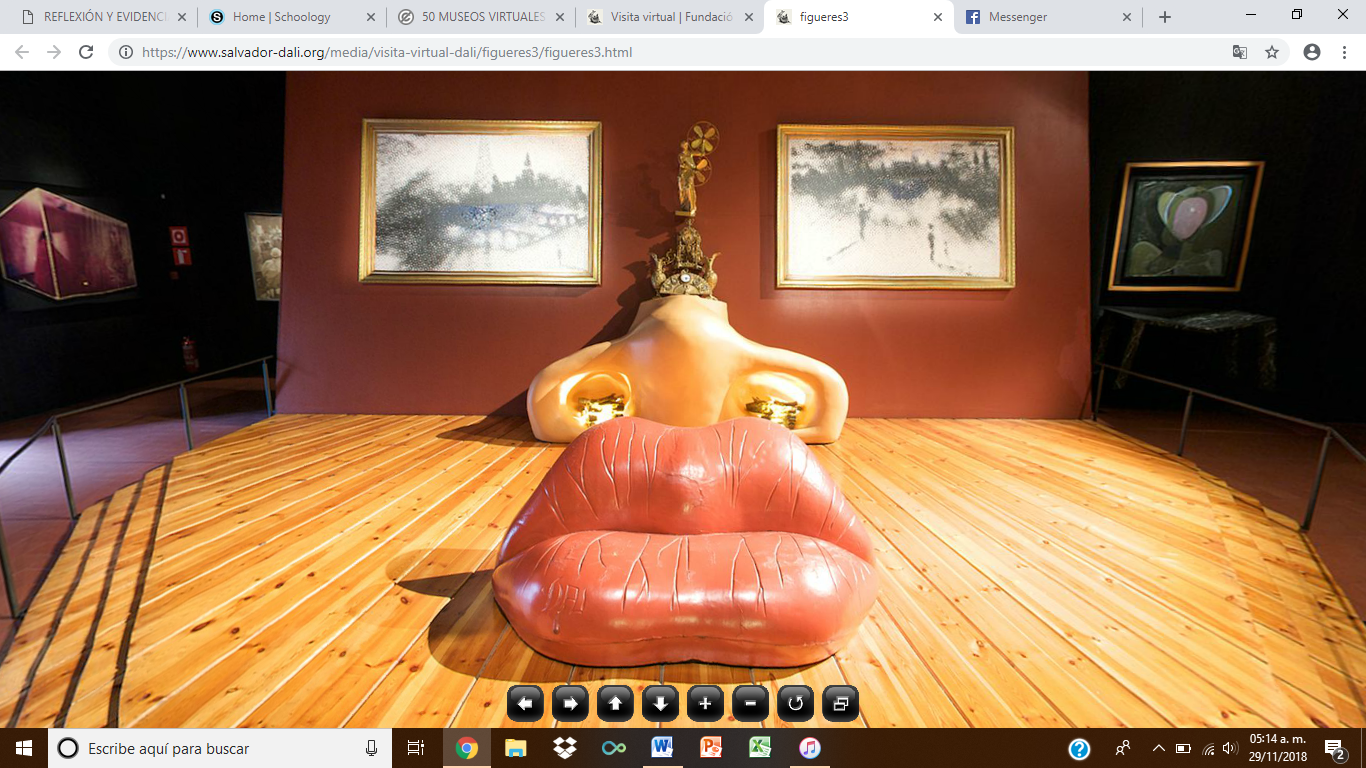 REFLEXIÓN Y EVIDENCI
Home | Schoology
50 MUSEOS VIRTUALES
Visita virtual | Fundació
figueres3
Messenger
https://www.salvador-dali.org/media/visita-virtual-dali/figueres3/figueres3.html
Escribe aquí para buscar
05:14 a. m.
29/11/2018
2